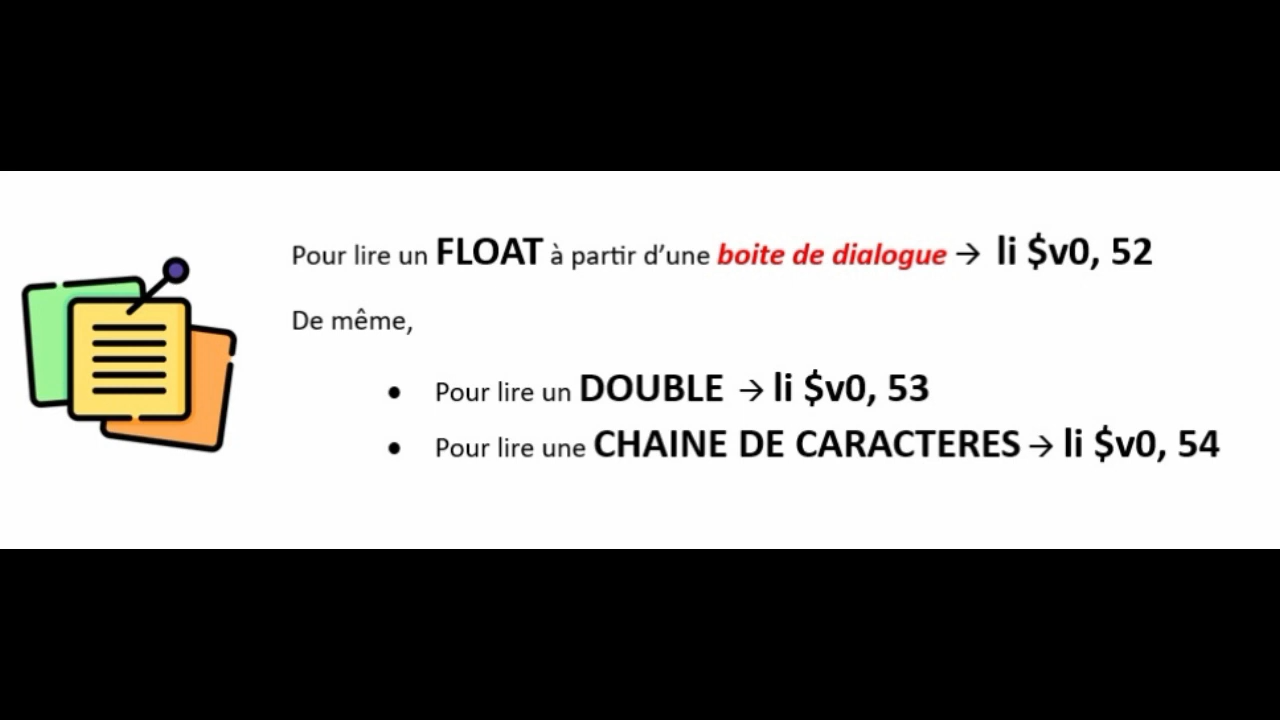 Pour lire un FLOAT à partir d’une boite de dialogue → li $v0, 52
De même,
• Pour lire un DOUBLE → li $v0, 53
• Pour lire une CHAINE DE CARACTERES → li $v0, 54